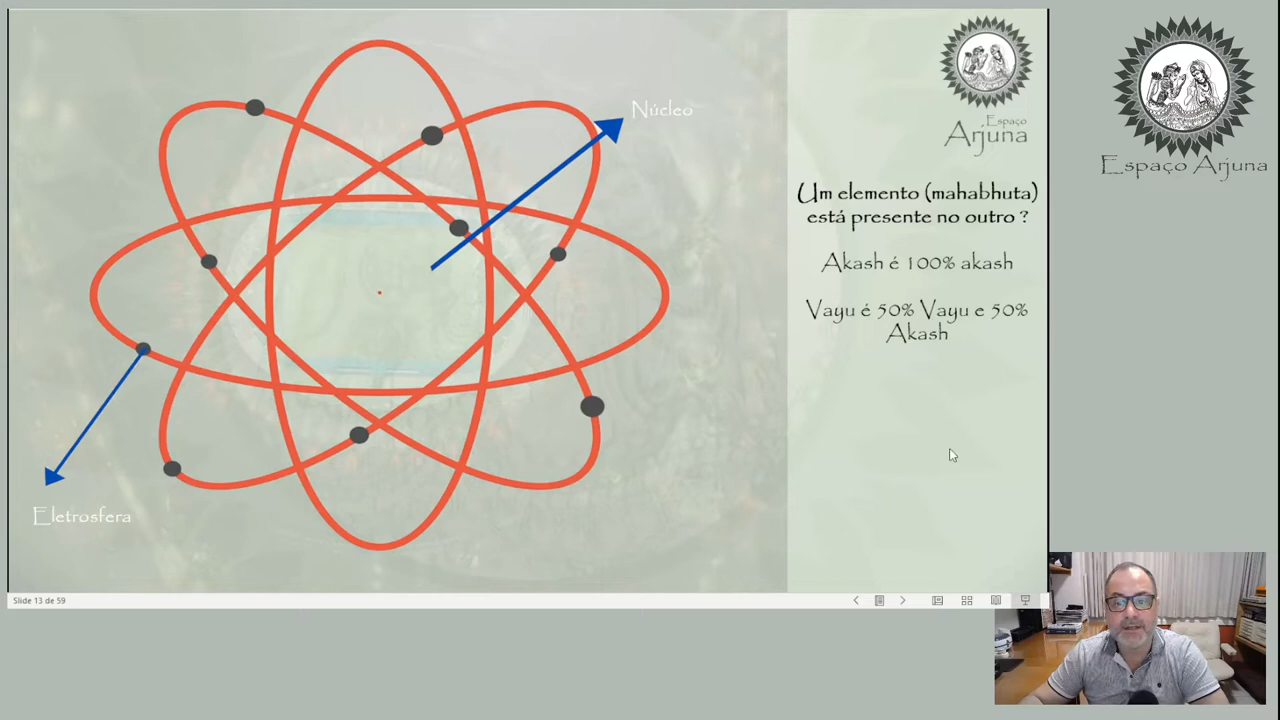 Núcleo
Eletrosfera
Espaço
Arjuna
Um elemento (mahabhuta)
está presente no outro ?
Akash é 100% akash
Vayu é 50% Vayu e 50%
Akash
Slide 13 de 59
Espaço Arjuna